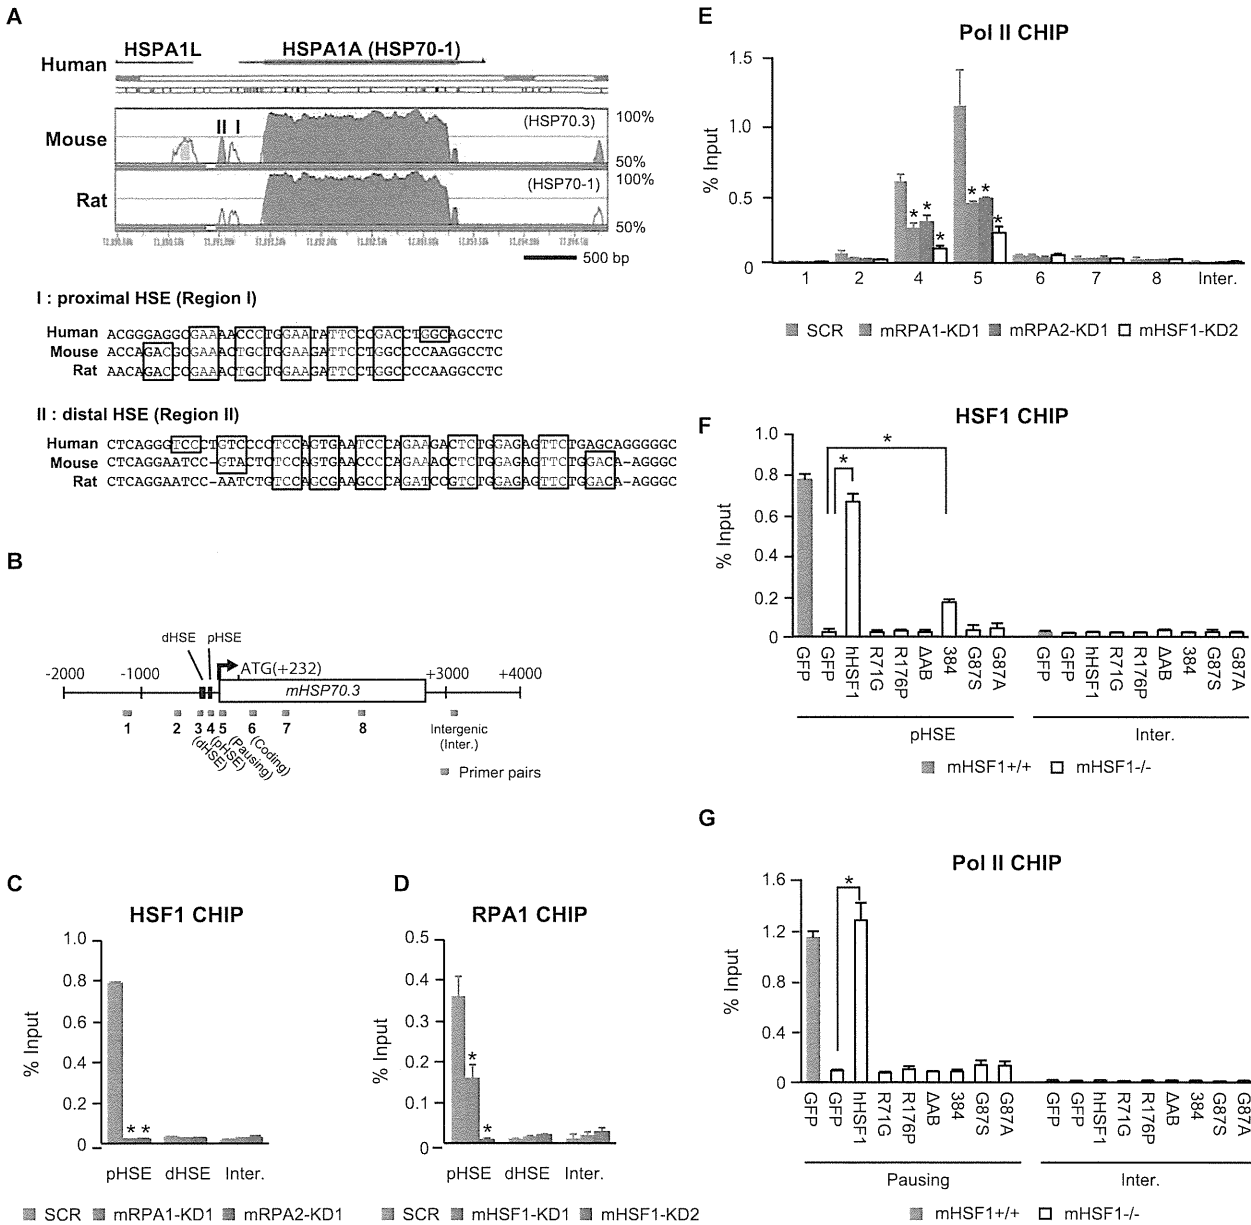 A
HSPA1L
HSPA1A (HSP70-1)
Human
Mouse
II I
(HSP70.3)
100%
50%
Rat
(HSP70-1)
100%
50%
500 bp
I : proximal HSE (Region I)
Human ACGGGAGGCGAAAACCCTGGAATATTCCCGACCTGGCAGCCTC
Mouse ACCAGACGCGAAACTGCTGGAAGATTCCTGGCCCCAAGGCCTC
Rat AACAGACCCGAAACTGCTGGAAGATTCCTGGCCCCAAGGCCTC
II : distal HSE (Region II)
Human CTCAGGGTCCCTGTCCCCTCCAGTGAATCCCAGAAGACTCTGGAGAGTTCTGAGCAGGGGGC
Mouse CTCAGGAATCC-GTACTCTCCAGTGAACCCCAGAAACCTCTGGAGAGTTCTGGACA-AGGGC
Rat CTCAGGAATCC-AATCTGTCCAGCGAAGCCCAGATCCGTCTGGAGAGTTCTGGACA-AGGGC
B
dHSE pHSE
ATG(+232)
-2000 -1000 mHSP70.3 +3000 +4000
1 2 3 4 5 6 7 8 Intergenic
(Inter.)
(dHSE) (pHSE) (Pausing) (Coding)
Primer pairs
C
HSF1 CHIP
% Input
1.0
0.8
0.6
0.4
0.2
0
* *
pHSE dHSE Inter.
SCR mRPA1-KD1 mRPA2-KD1
D
RPA1 CHIP
% Input
0.5
0.4
0.3
0.2
0.1
0
*
*
pHSE dHSE Inter.
SCR mHSF1-KD1 mHSF1-KD2
E
Pol II CHIP
% Input
1.5
1.0
0.5
0
* * *
* * *
1 2 4 5 6 7 8 Inter.
SCR mRPA1-KD1 mRPA2-KD1 mHSF1-KD2
F
HSF1 CHIP
% Input
1.0
0.8
0.6
0.4
0.2
0
*
*
GFP GFP hHSF1 R71G R176P ΔAB 384 G87S G87A GFP GFP hHSF1 R71G R176P ΔAB 384 G87S G87A
pHSE Inter.
mHSF1+/+ mHSF1-/-
G
Pol II CHIP
% Input
1.6
1.2
0.8
0.4
0
*
GFP GFP hHSF1 R71G R176P ΔAB 384 G87S G87A GFP GFP hHSF1 R71G R176P ΔAB 384 G87S G87A
Pausing Inter.
mHSF1+/+ mHSF1-/-